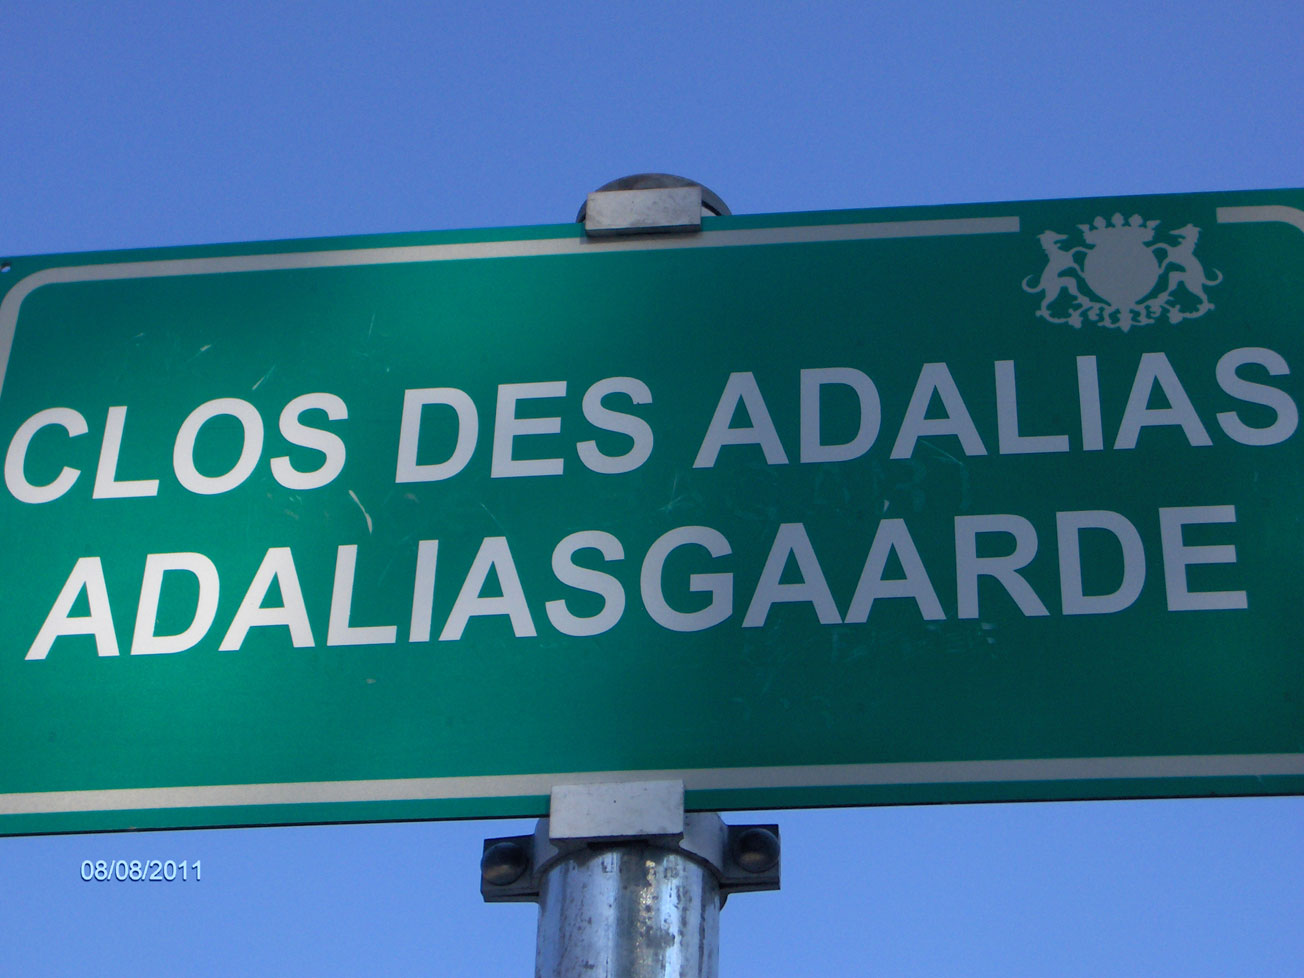 CLOS DES ADALIAS
ADALIASGAARDE
08/08/2011